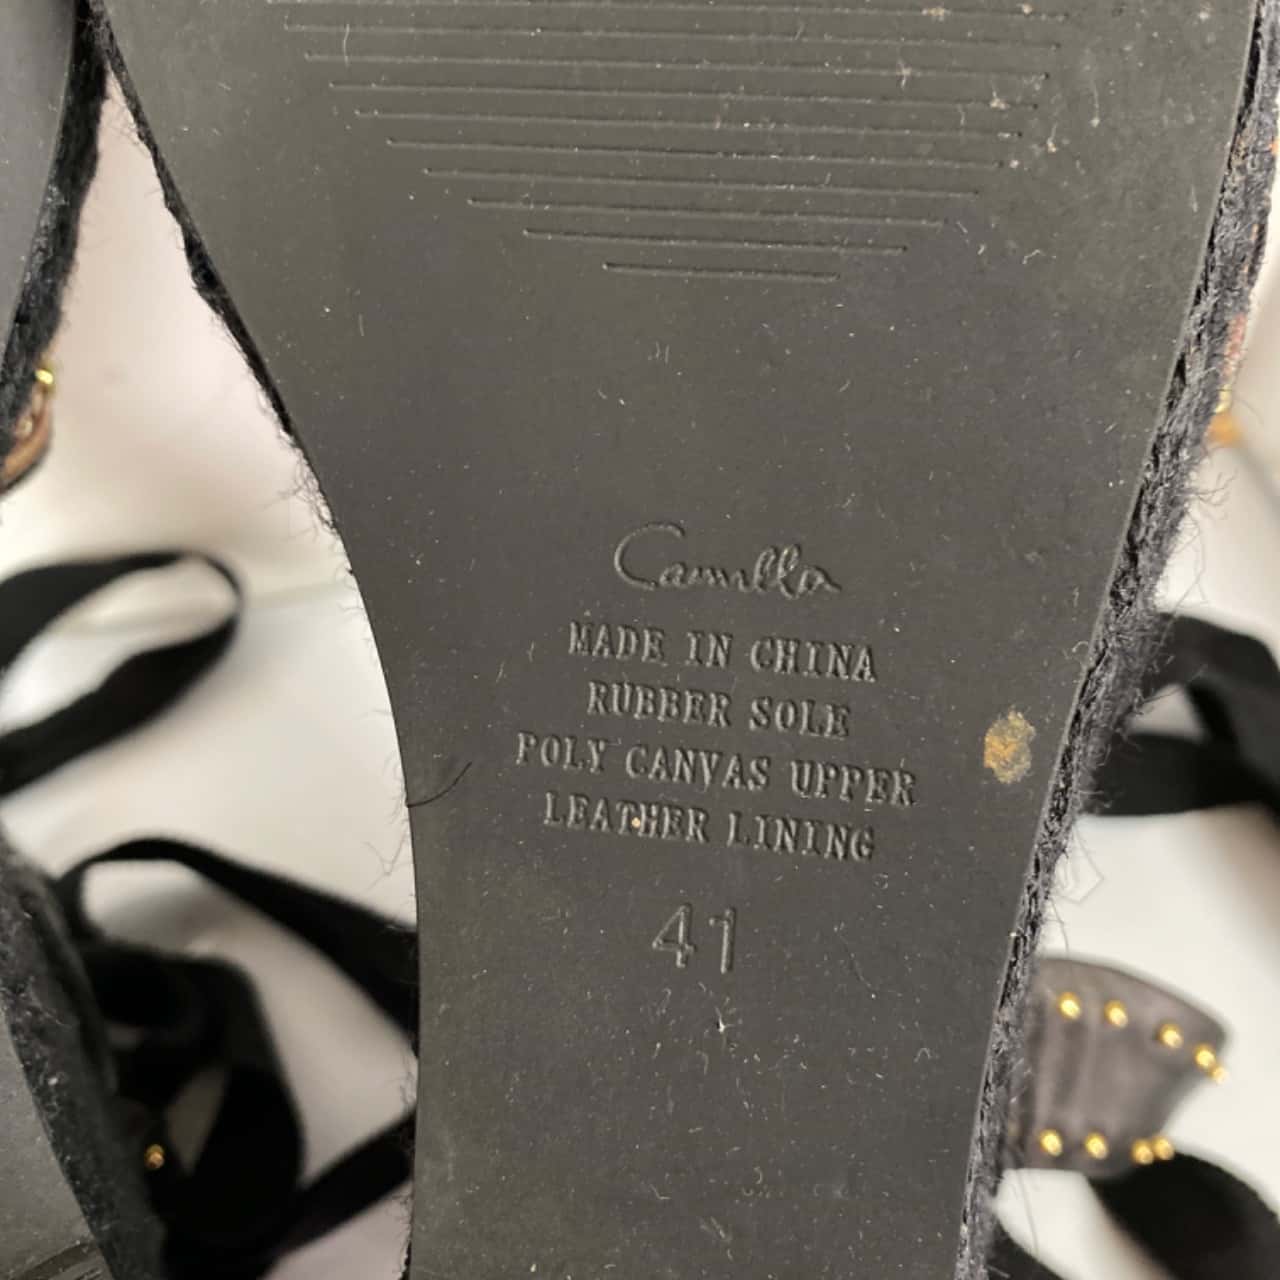 Camilla
MADE IN CHINA
RUBBER SOLE
POLY CANVAS UPPER
LEATHER LINING
41